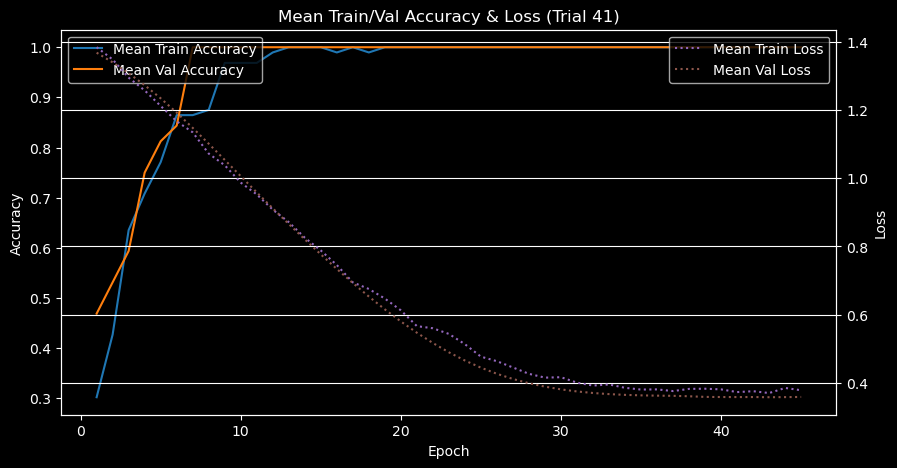 Mean Train/Val Accuracy & Loss (Trial 41)
Mean Train Accuracy
Mean Val Accuracy
Mean Train Loss
Mean Val Loss
Accuracy
1.0
0.9
0.8
0.7
0.6
0.5
0.4
0.3
1.4
1.2
1.0
0.8
0.6
0.4
Loss
0 10 20 30 40
Epoch